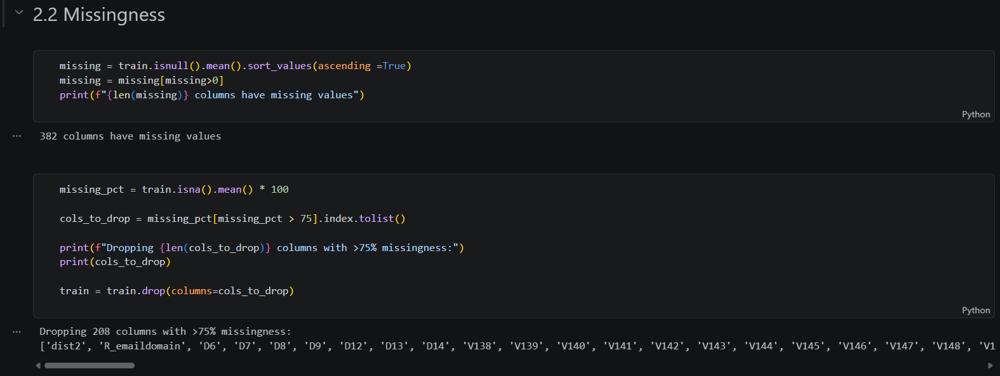 2.2 Missingness
missing = train.isnull().mean().sort_values(ascending =True)
missing = missing[missing>0]
print(f"{len(missing)} columns have missing values")
Python
382 columns have missing values
missing_pct = train.isna().mean() * 100
cols_to_drop = missing_pct[missing_pct > 75].index.tolist()
print(f"Dropping {len(cols_to_drop)} columns with >75% missingness:")
print(cols_to_drop)
train = train.drop(columns=cols_to_drop)
Python
Dropping 208 columns with >75% missingness:
['dist2', 'R_emaildomain', 'D6', 'D7', 'D8', 'D9', 'D12', 'D13', 'D14', 'V138', 'V139', 'V140', 'V141', 'V142', 'V143', 'V144', 'V145', 'V146', 'V147', 'V148', 'V1